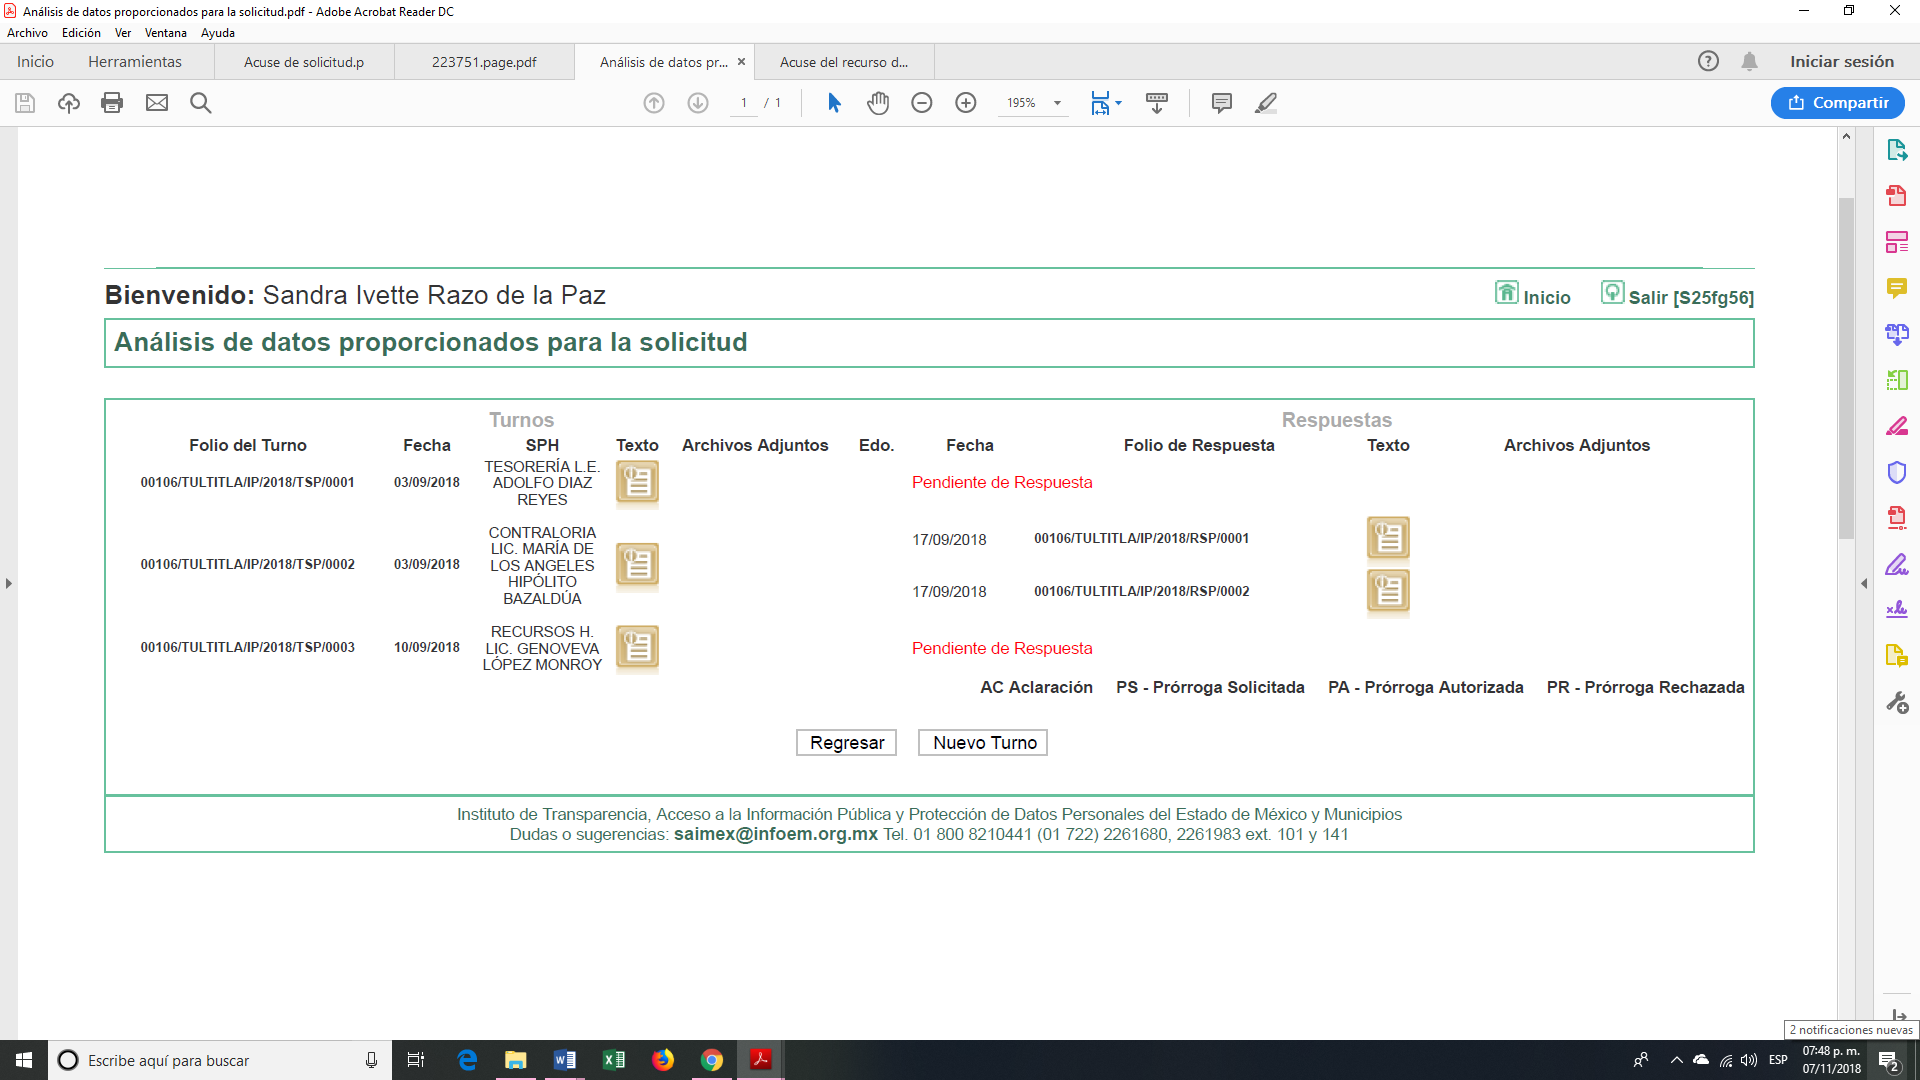 Análisis de datos proporcionados para la solicitud.pdf - Adobe Acrobat Reader DC
Archivo Edición Ver Ventana Ayuda
Inicio Herramientas Acuse de solicitud.p 223751.page.pdf Análisis de datos pr... × Acuse del recurso d... Iniciar sesión
1 / 1 195% Compartir
Bienvenido: Sandra Ivette Razo de la Paz Inicio Salir [S25fg56]
Análisis de datos proporcionados para la solicitud
Turnos Respuestas
Folio del Turno Fecha SPH Texto Archivos Adjuntos Edo. Fecha Folio de Respuesta Texto Archivos Adjuntos
00106/TULTITLA/IP/2018/TSP/0001 03/09/2018 TESORERÍA L.E.
ADOLFO DIAZ
REYES
Pendiente de Respuesta
00106/TULTITLA/IP/2018/TSP/0002 03/09/2018 CONTRALORIA
LIC. MARÍA DE
LOS ANGELES
HIPÓLITO
BAZALDÚA
17/09/2018 00106/TULTITLA/IP/2018/RSP/0001
17/09/2018 00106/TULTITLA/IP/2018/RSP/0002
00106/TULTITLA/IP/2018/TSP/0003 10/09/2018 RECURSOS H.
LIC. GENOVEVA
LÓPEZ MONROY
Pendiente de Respuesta
AC Aclaración PS - Prórroga Solicitada PA - Prórroga Autorizada PR - Prórroga Rechazada
Regresar Nuevo Turno
Instituto de Transparencia, Acceso a la Información Pública y Protección de Datos Personales del Estado de México y Municipios
Dudas o sugerencias: saimex@infoem.org.mx Tel. 01 800 8210441 (01 722) 2261680, 2261983 ext. 101 y 141
2 notificaciones nuevas
Escribe aquí para buscar
ESP
07:48 p. m.
07/11/2018
2